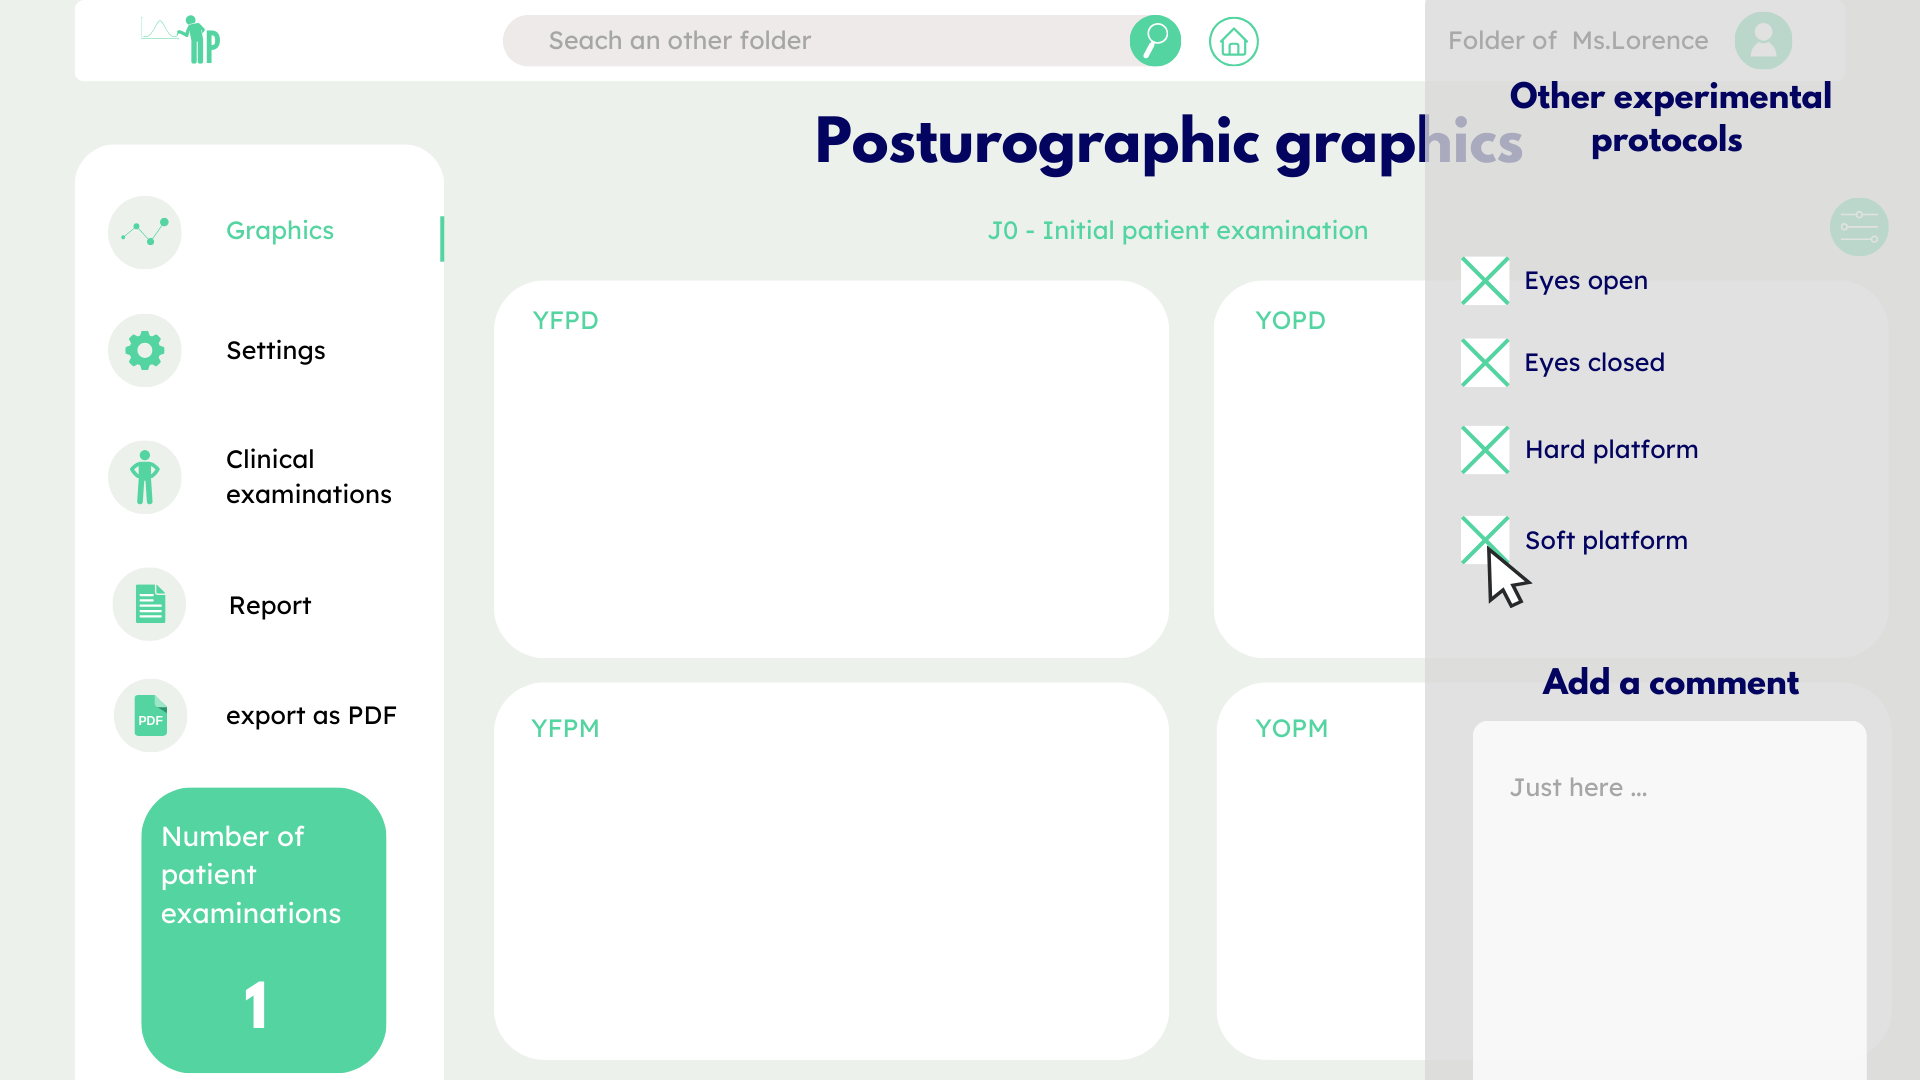 P
Seach an other folder
Folder of Ms.Lorence
Posturographic graphics
J0 - Initial patient examination
Graphics
Settings
Clinical
examinations
Report
PDF
export as PDF
Number of
patient
examinations
1
YFPD
YOPD
YFPM
YOPM
Other experimental
protocols
Eyes open
Eyes closed
Hard platform
Soft platform
Add a comment
Just here ...